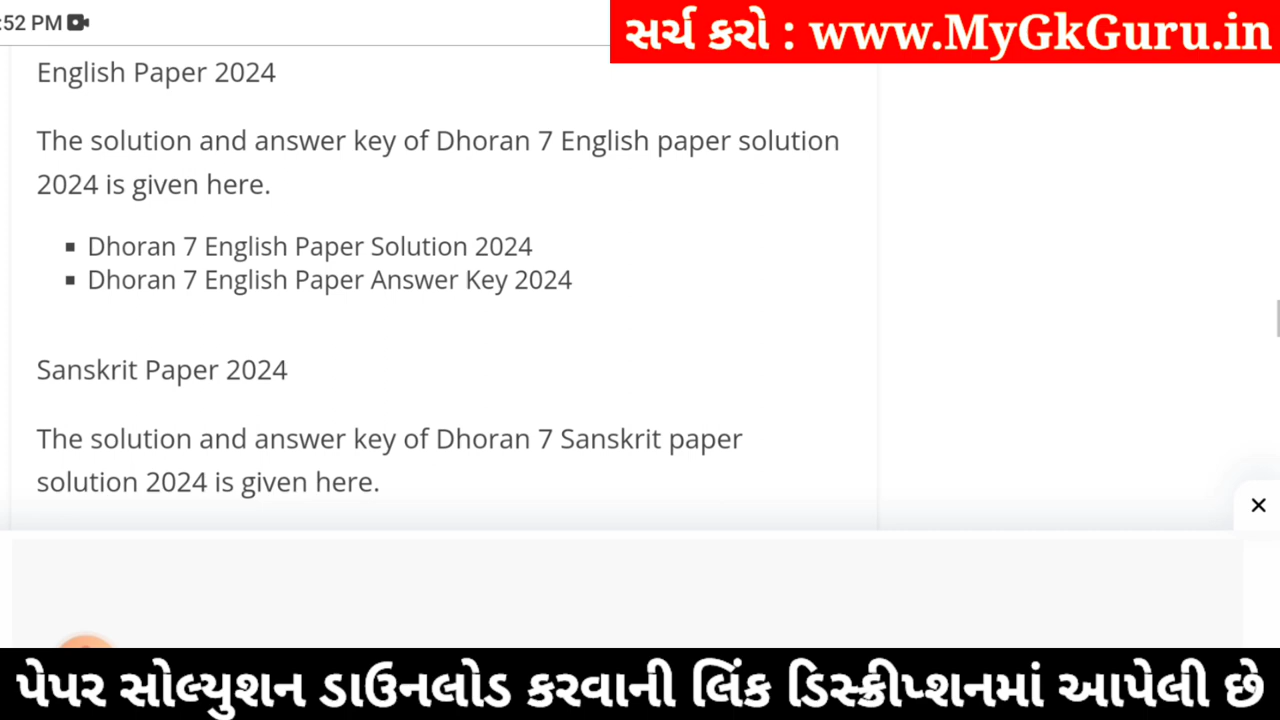 :52 PM
સર્ચ કરો : www.MyGkGuru.in
English Paper 2024
The solution and answer key of Dhoran 7 English paper solution
2024 is given here.
▪ Dhoran 7 English Paper Solution 2024
▪ Dhoran 7 English Paper Answer Key 2024
Sanskrit Paper 2024
The solution and answer key of Dhoran 7 Sanskrit paper
solution 2024 is given here.
પેપર સોલ્યુશન ડાઉનલોડ કરવાની લિંક ડિસ્ક્રીપ્શનમાં આપેલી છે